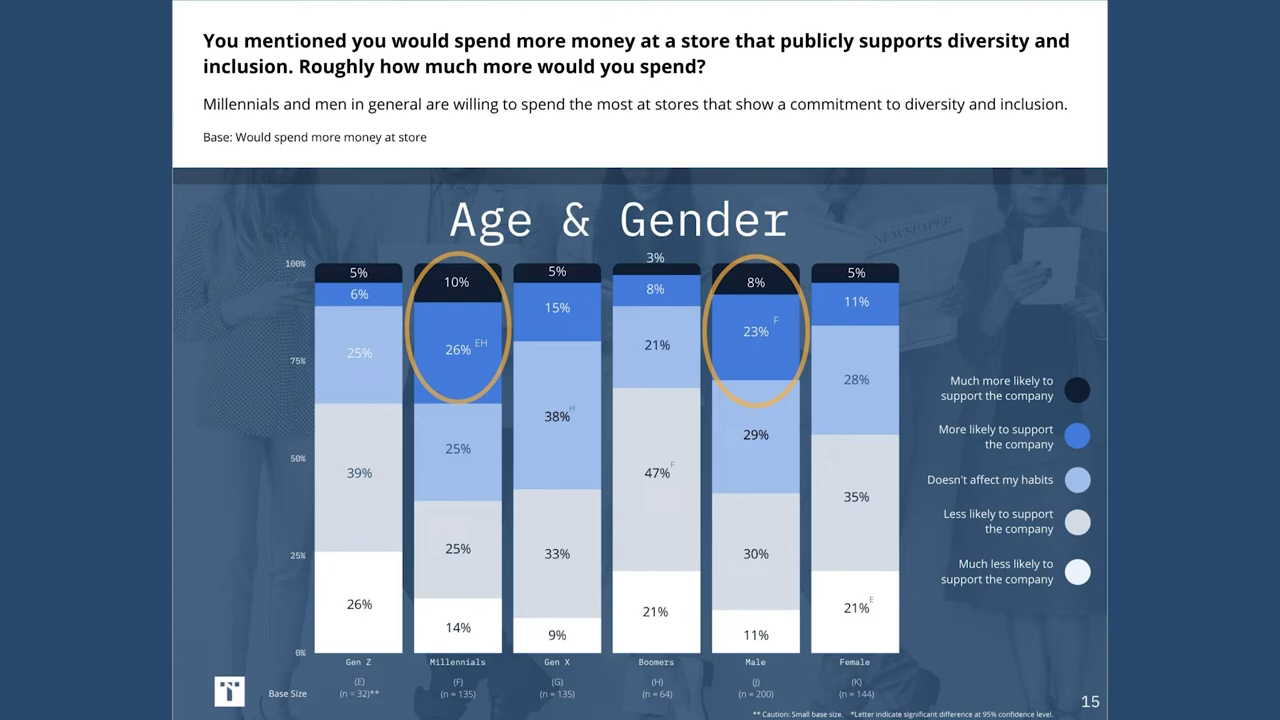 You mentioned you would spend more money at a store that publicly supports diversity and
inclusion. Roughly how much more would you spend?
Millennials and men in general are willing to spend the most at stores that show a commitment to diversity and inclusion.
Base: Would spend more money at store
NEWSPAPER
Age & Gender
100%
75%
50%
25%
0%
5%
6%
25%
39%
26%
10%
26% EH
25%
25%
14%
5%
15%
38% H
33%
9%
3%
8%
21%
47% F
21%
8%
23% F
29%
30%
11%
5%
11%
28%
35%
21% E
Much more likely to
support the company
More likely to support
the company
Doesn't affect my habits
Less likely to support
the company
Much less likely to
support the company
Gen Z Millennials Gen X Boomers Male Female
(E) (F) (G) (H) (J) (K)
Base Size (n = 32)** (n = 135) (n = 135) (n = 64) (n = 200) (n = 144)
T
15
** Caution: Small base size. *Letter indicate significant difference at 95% confidence level.